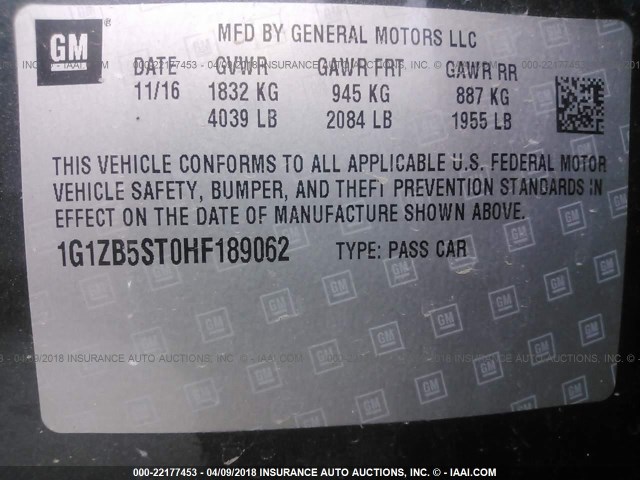 GM
MFD BY GENERAL MOTORS LLC
DATE GVWR GAWR FRT GAWR RR
11/16 1832 KG 945 KG 887 KG
4039 LB 2084 LB 1955 LB
THIS VEHICLE CONFORMS TO ALL APPLICABLE U.S. FEDERAL MOTOR
VEHICLE SAFETY, BUMPER, AND THEFT PREVENTION STANDARDS IN
EFFECT ON THE DATE OF MANUFACTURE SHOWN ABOVE.
1G1ZB5ST0HF189062 TYPE: PASS CAR
000-22177453 - 04/09/2018 INSURANCE AUTO AUCTIONS, INC. © - IAAI.COM